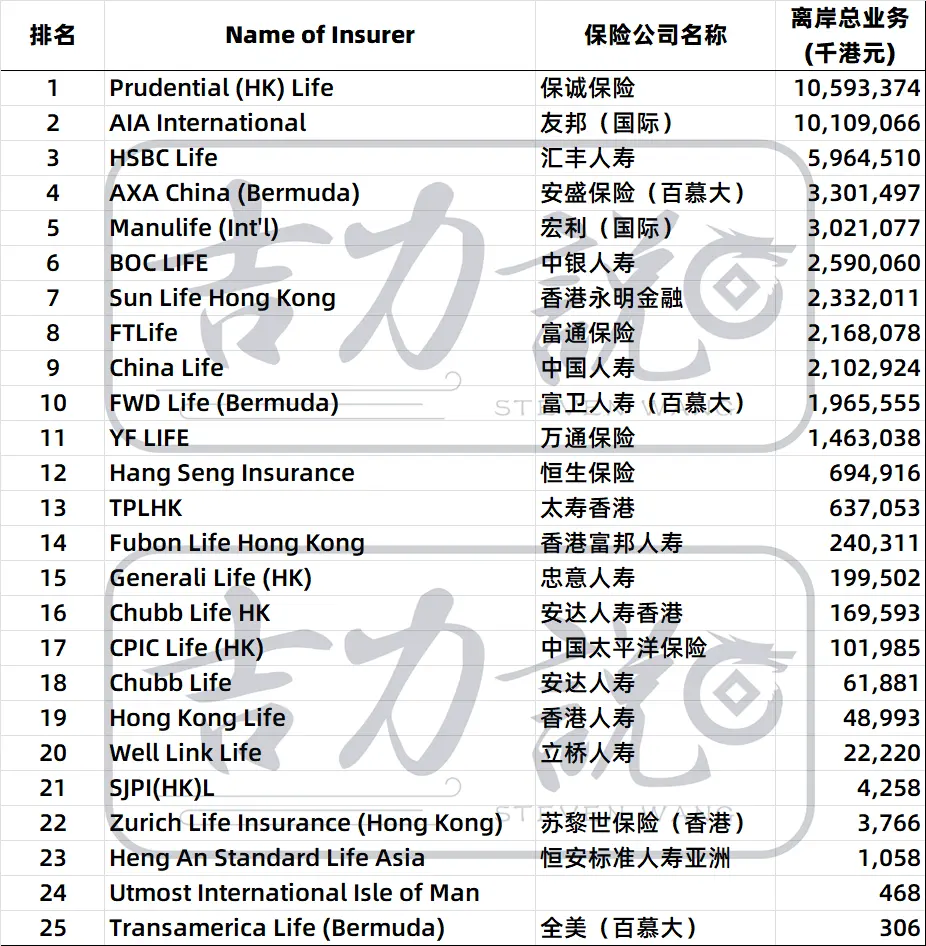 排名 Name of Insurer 保险公司名称 离岸总业务
(千港元)
1 Prudential (HK) Life 保诚保险 10,593,374
2 AIA International 友邦（国际） 10,109,066
3 HSBC Life 汇丰人寿 5,964,510
4 AXA China (Bermuda) 安盛保险（百慕大） 3,301,497
5 Manulife (Int'l) 宏利（国际） 3,021,077
6 BOC LIFE 中银人寿 2,590,060
7 Sun Life Hong Kong 香港永明金融 2,332,011
8 FTLife 富通保险 2,168,078
9 China Life 中国人寿 2,102,924
10 FWD Life (Bermuda) 富卫人寿（百慕大） 1,965,555
11 YF LIFE 万通保险 1,463,038
12 Hang Seng Insurance 恒生保险 694,916
13 TPLHK 太寿香港 637,053
14 Fubon Life Hong Kong 香港富邦人寿 240,311
15 Generali Life (HK) 忠意人寿 199,502
16 Chubb Life HK 安达人寿香港 169,593
17 CPIC Life (HK) 中国太平洋保险 101,985
18 Chubb Life 安达人寿 61,881
19 Hong Kong Life 香港人寿 48,993
20 Well Link Life 立桥人寿 22,220
21 SJPI(HK)L 4,258
22 Zurich Life Insurance (Hong Kong) 苏黎世保险（香港） 3,766
23 Heng An Standard Life Asia 恒安标准人寿亚洲 1,058
24 Utmost International Isle of Man 468
25 Transamerica Life (Bermuda) 全美（百慕大） 306
吉力說
STEVEN WANG
吉力說
STEVEN WANG